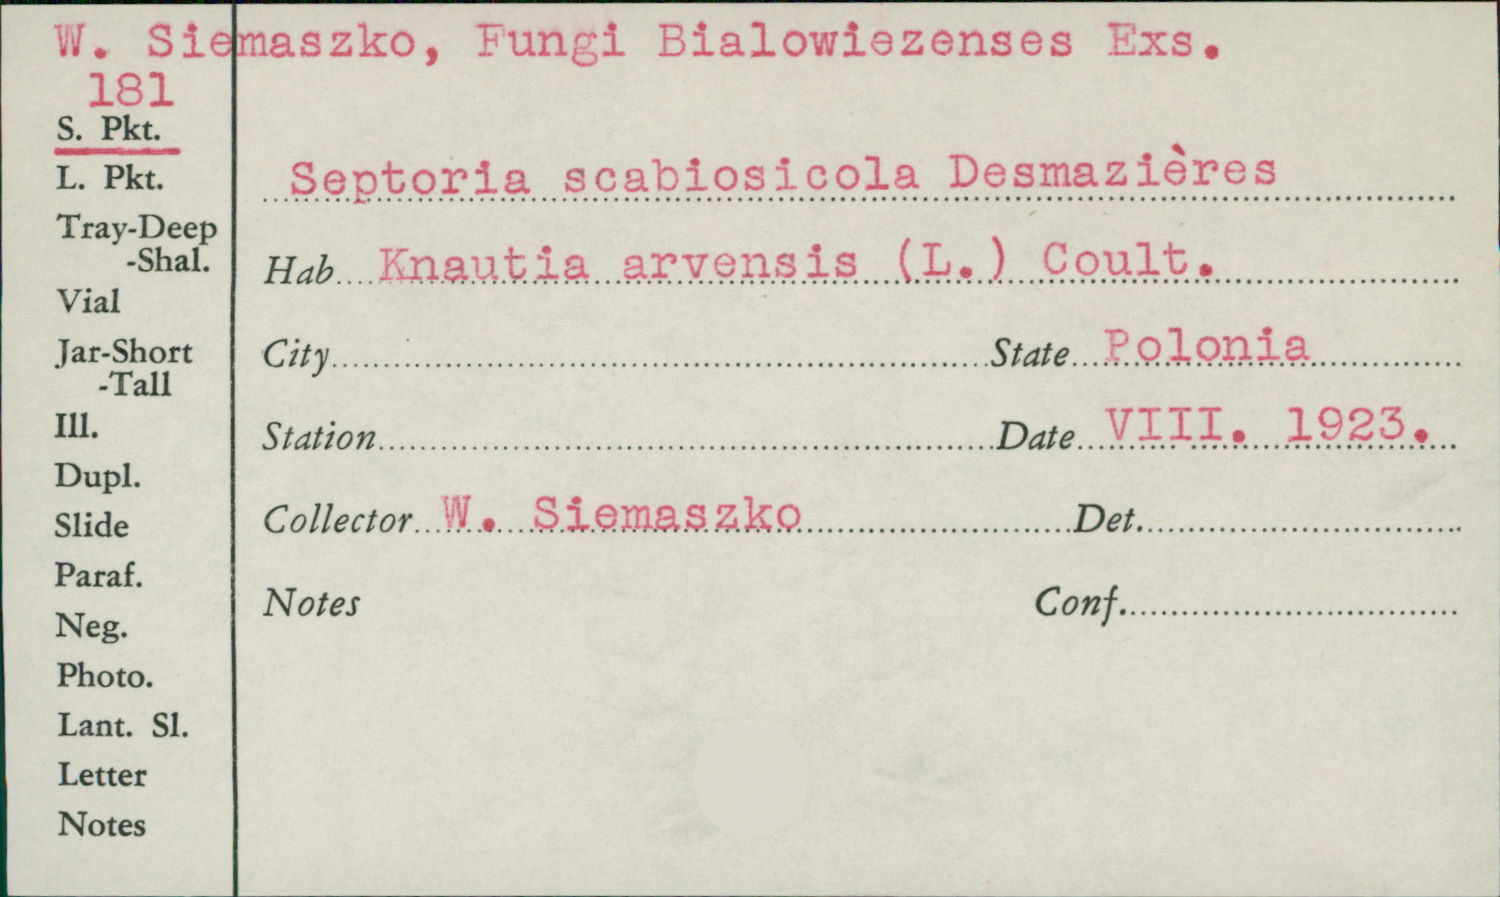 W. Siemaszko, Fungi Bialowiezenses Exs.
181
S. Pkt.
L. Pkt.
Tray-Deep
-Shal.
Vial
Jar-Short
-Tall
Ill.
Dupl.
Slide
Paraf.
Neg.
Photo.
Lant. Sl.
Letter
Notes
Septoria scabiosicola Desmazières
Hab Knautia arvensis (L.) Coult.
City State Polonia
Station Date VIII. 1923.
Collector W. Siemaszko Det.
Notes Conf.